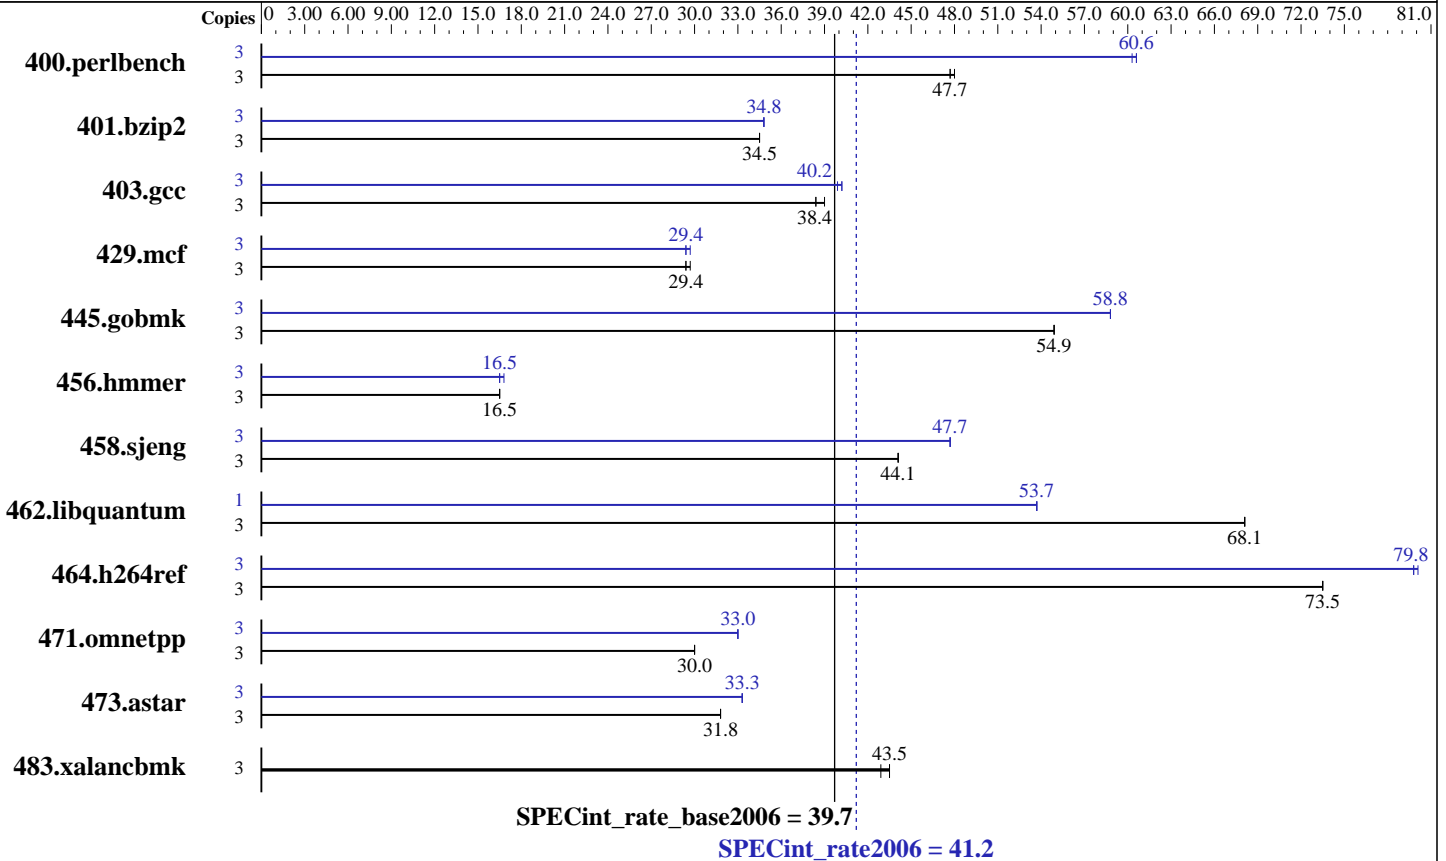 Copies 0 3.00 6.00 9.00 12.0 15.0 18.0 21.0 24.0 27.0 30.0 33.0 36.0 39.0 42.0 45.0 48.0 51.0 54.0 57.0 60.0 63.0 66.0 69.0 72.0 75.0 81.0
400.perlbench 3 60.6
3 47.7
401.bzip2 3 34.8
3 34.5
403.gcc 3 40.2
3 38.4
429.mcf 3 29.4
3 29.4
445.gobmk 3 58.8
3 54.9
456.hmmer 3 16.5
3 16.5
458.sjeng 3 47.7
3 44.1
462.libquantum 1 53.7
3 68.1
464.h264ref 3 79.8
3 73.5
471.omnetpp 3 33.0
3 30.0
473.astar 3 33.3
3 31.8
483.xalancbmk 3 43.5
SPECint_rate_base2006 = 39.7
SPECint_rate2006 = 41.2